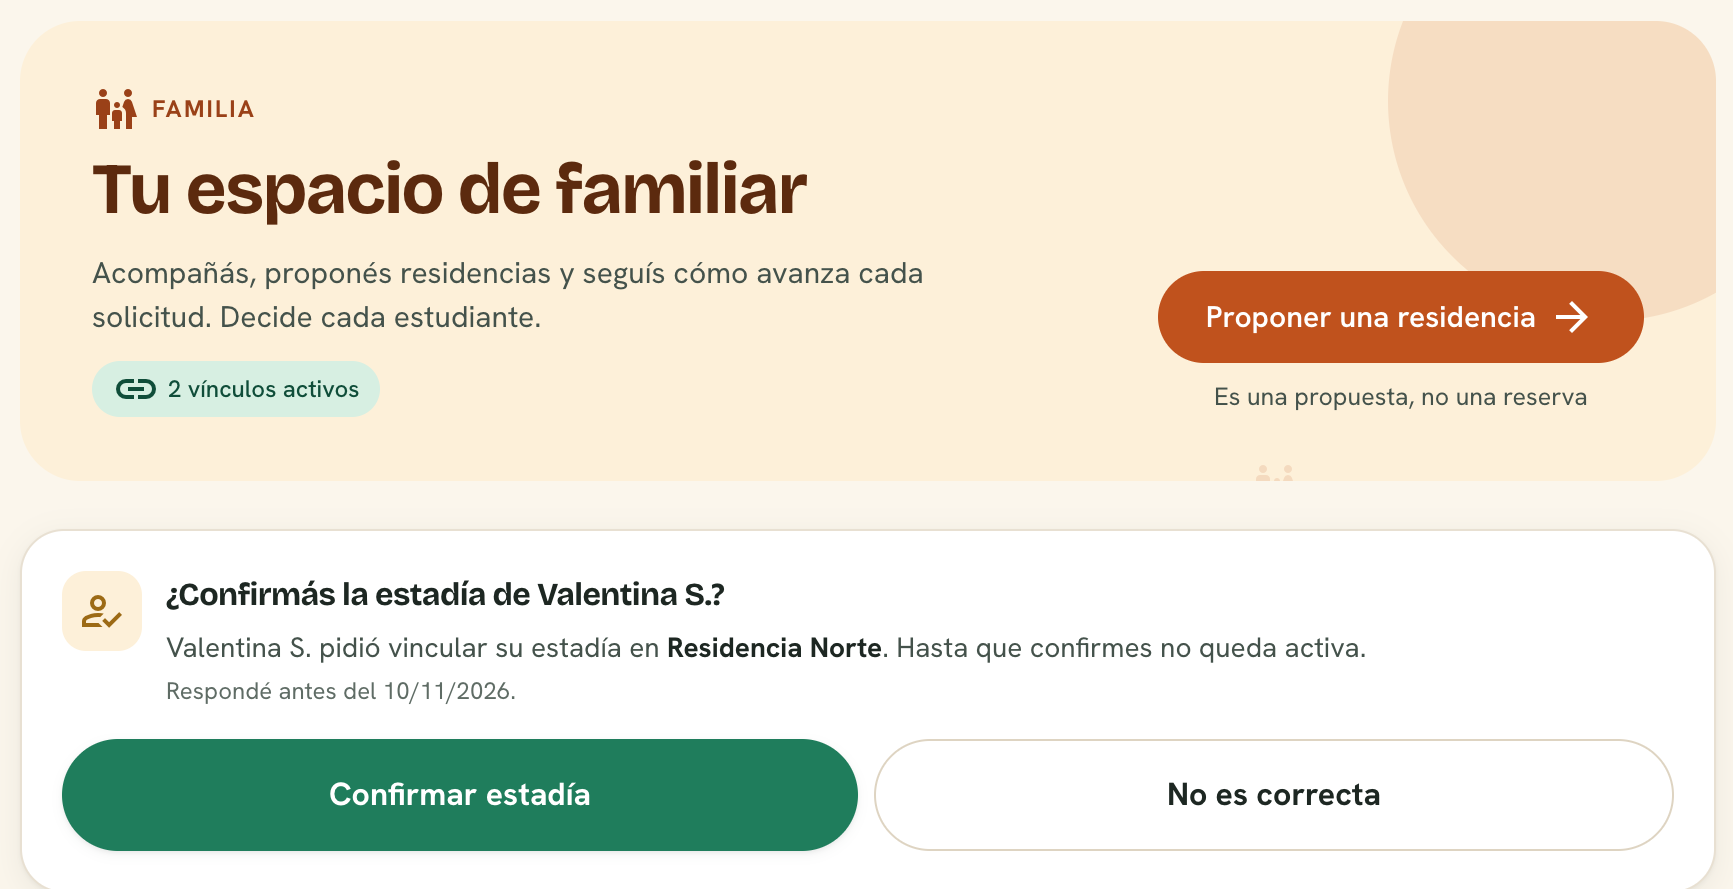 FAMILIA
Tu espacio de familiar
Acompañás, proponés residencias y seguís cómo avanza cada
solicitud. Decide cada estudiante.
2 vínculos activos
Proponer una residencia
Es una propuesta, no una reserva
¿Confirmás la estadía de Valentina S.?
Valentina S. pidió vincular su estadía en Residencia Norte. Hasta que confirmes no queda activa.
Respondé antes del 10/11/2026.
Confirmar estadía
No es correcta